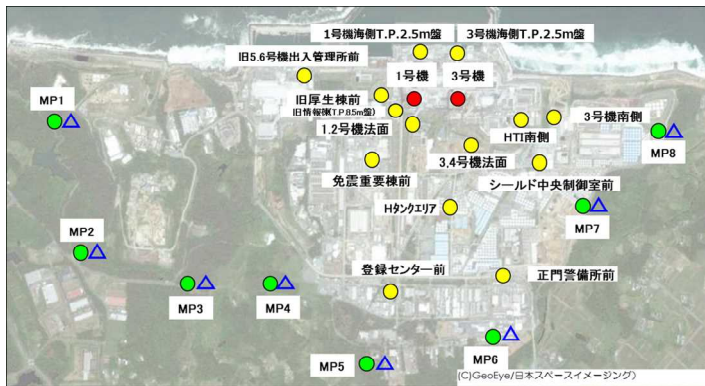 1号機海側T.P.2.5m盤
3号機海側T.P.2.5m盤
旧5.6号機出入管理所前
1号機
3号機
MP1
旧厚生棟前
旧情報棟(T.P.8.5m盤)
1.2号機法面
HTI南側
3号機南側
MP8
3,4号機法面
免震重要棟前
シールド中央制御室前
Hタンクエリア
MP7
MP2
登録センター前
正門警備所前
MP3
MP4
MP5
MP6
(C)GeoEye/日本スペースイメージング)